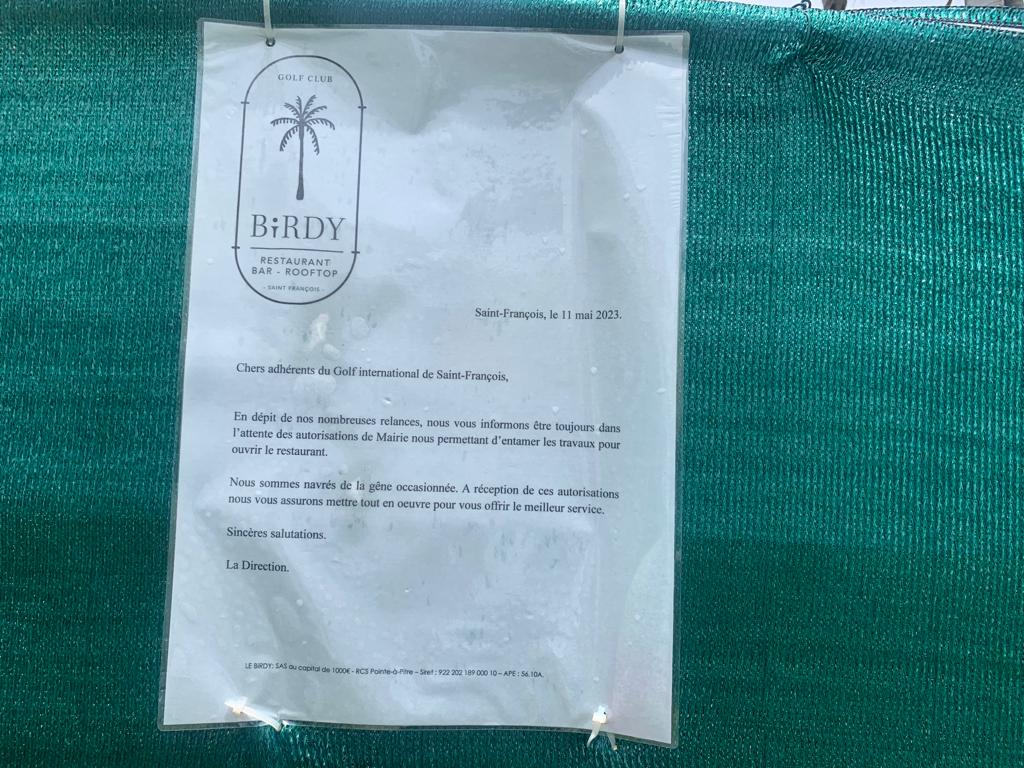 GOLF CLUB
BiRDY
RESTAURANT
BAR - ROOFTOP
- SAINT FRANÇOIS -
Saint-François, le 11 mai 2023.
Chers adhérents du Golf international de Saint-François,
En dépit de nos nombreuses relances, nous vous informons être toujours dans
l'attente des autorisations de Mairie nous permettant d'entamer les travaux pour
ouvrir le restaurant.
Nous sommes navrés de la gêne occasionnée. A réception de ces autorisations
nous vous assurons mettre tout en oeuvre pour vous offrir le meilleur service.
Sincères salutations.
La Direction.
LE BIRDY: SAS au capital de 1000€ - RCS Pointe-à-Pitre – Siret : 922 202 189 000 10 – APE : 56.10A.